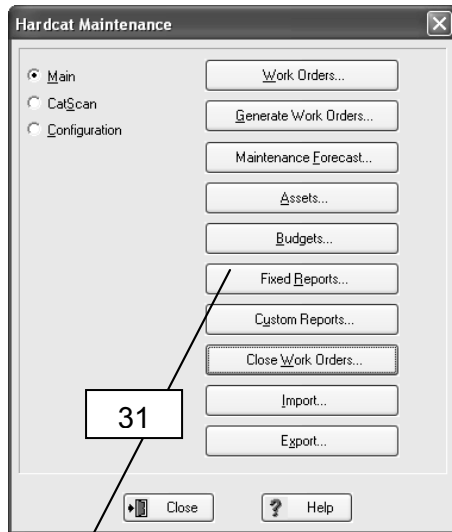 Hardcat Maintenance
Main
CatScan
Configuration
Work Orders...
Generate Work Orders...
Maintenance Forecast...
Assets...
Budgets...
Fixed Reports...
Custom Reports...
Close Work Orders...
Import...
Export...
31
Close
? Help